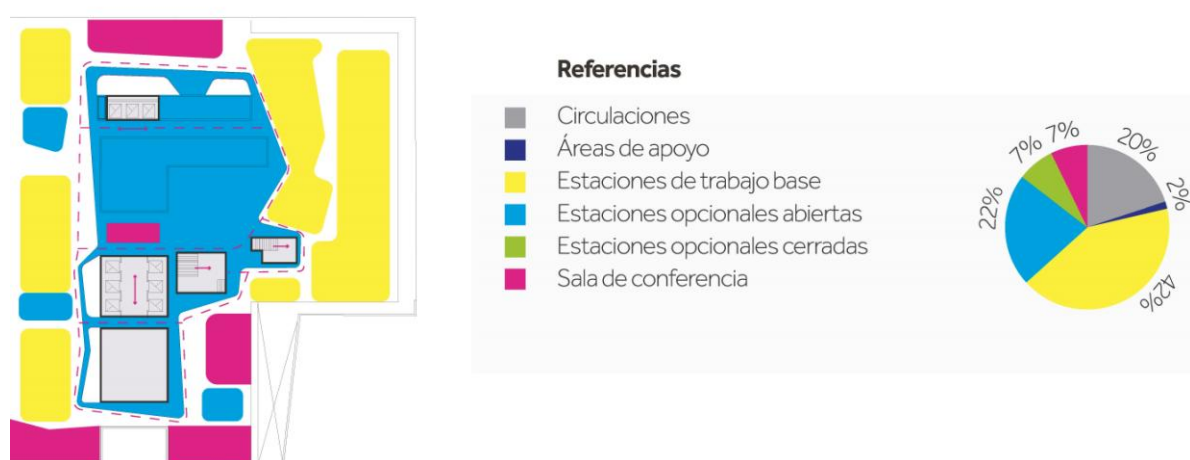 Referencias
Circulaciones
Áreas de apoyo
Estaciones de trabajo base
Estaciones opcionales abiertas
Estaciones opcionales cerradas
Sala de conferencia
20%
2%
42%
22%
7%
7%